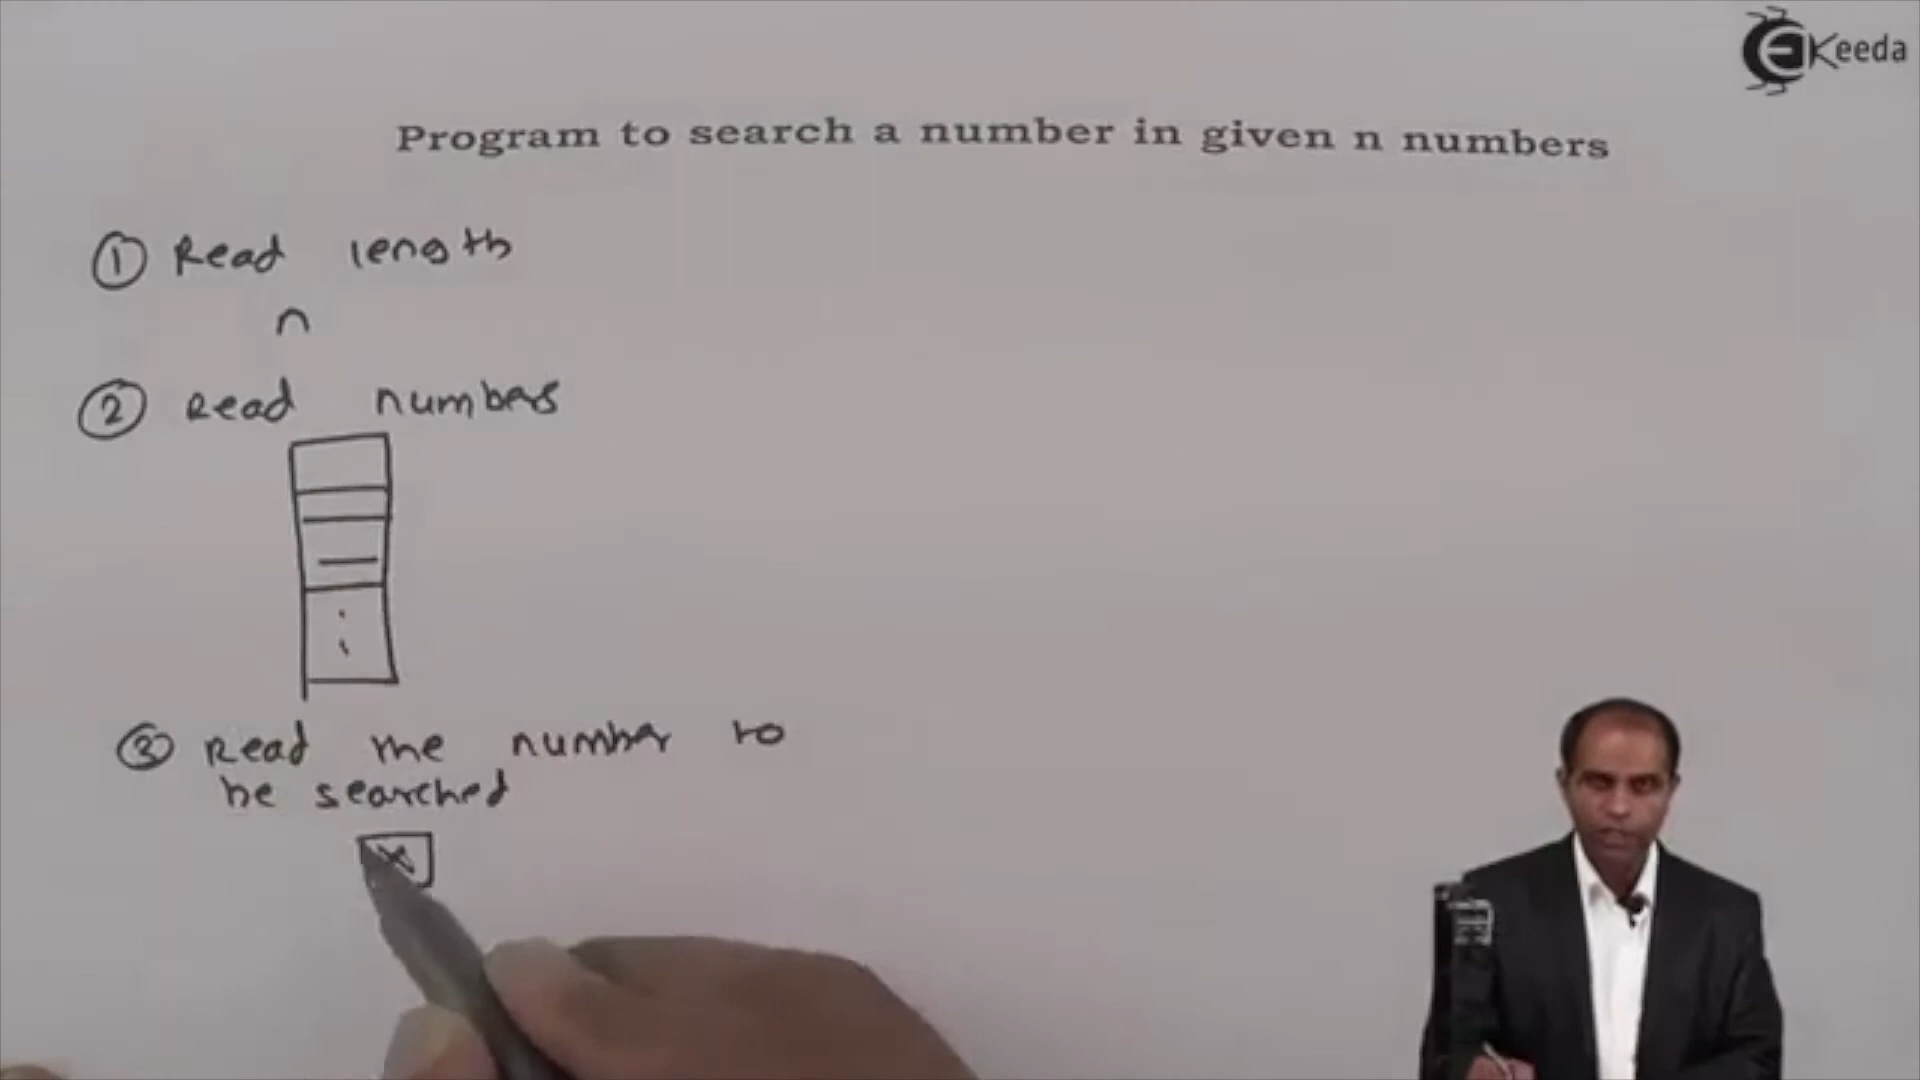 EKeeda
Program to search a number in given n numbers
① Read length
n
② Read numbers
③ Read the number to
be searched
x